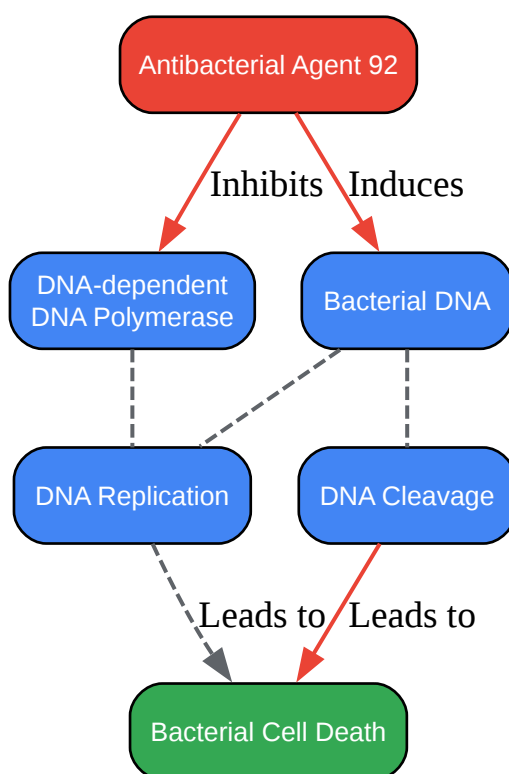 Antibacterial Agent 92
Inhibits
Induces
DNA-dependent
DNA Polymerase
Bacterial DNA
DNA Replication
DNA Cleavage
Leads to
Leads to
Bacterial Cell Death